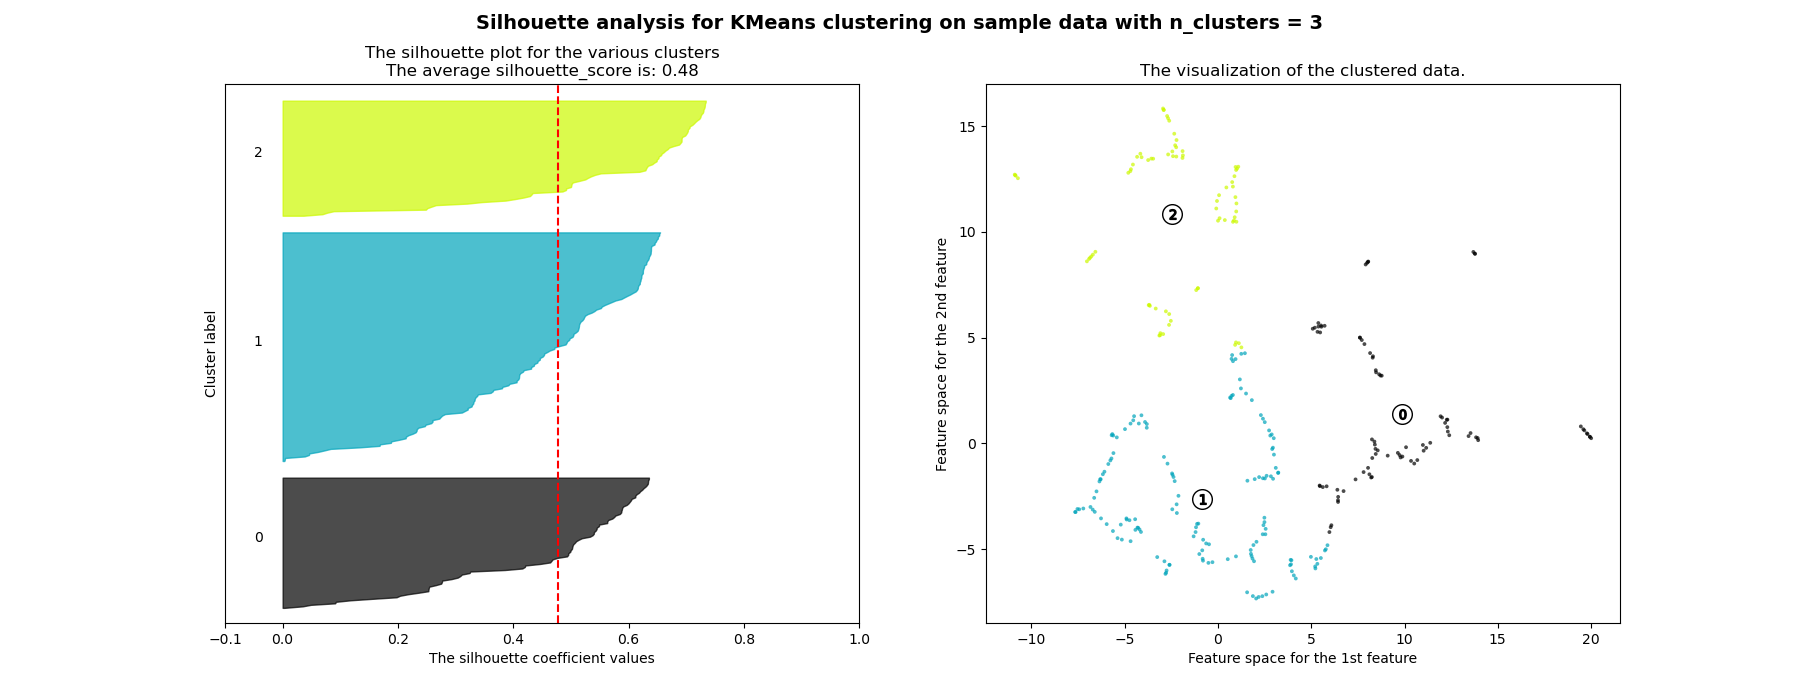 Silhouette analysis for KMeans clustering on sample data with n_clusters = 3
The silhouette plot for the various clusters
The average silhouette_score is: 0.48
2
1
0
Cluster label
−0.1 0.0 0.2 0.4 0.6 0.8 1.0
The silhouette coefficient values
The visualization of the clustered data.
15
10
5
0
−5
Feature space for the 2nd feature
2
0
1
−10 −5 0 5 10 15 20
Feature space for the 1st feature